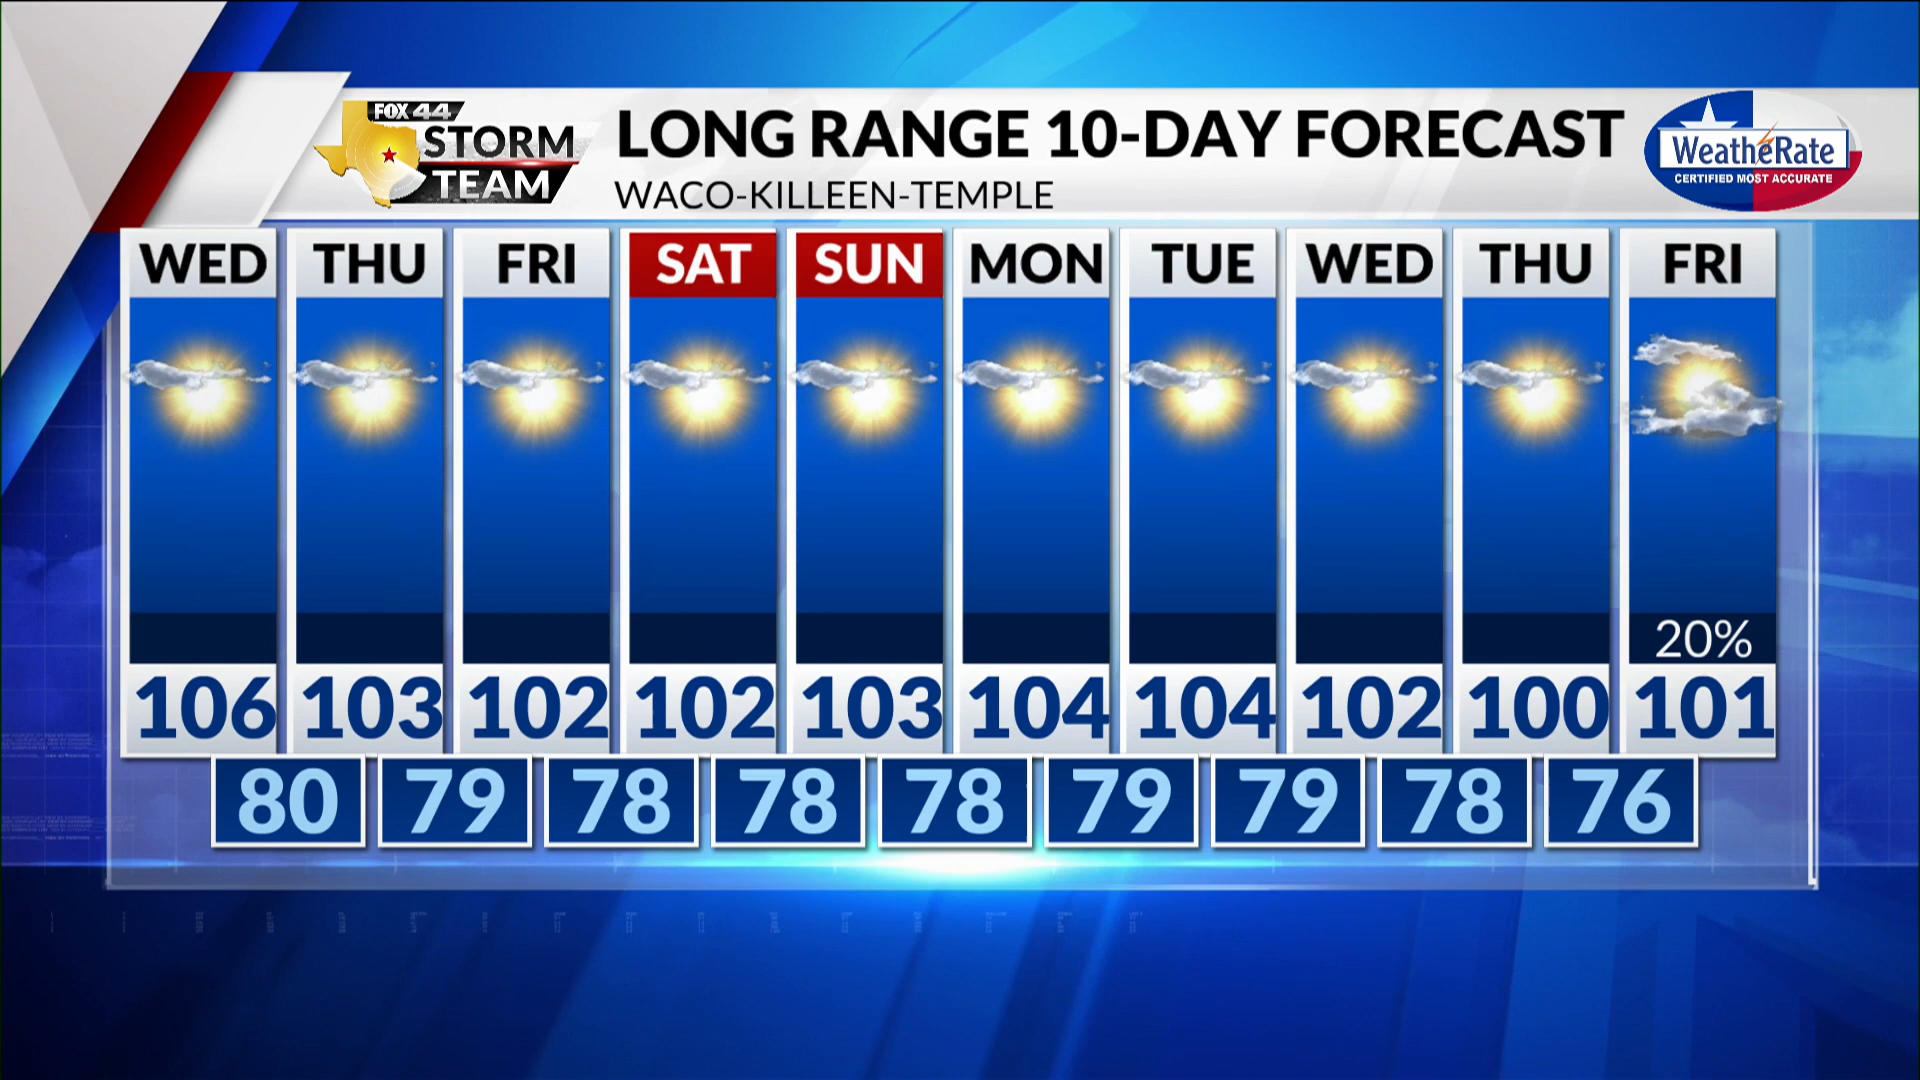 FOX 44
STORM
TEAM
LONG RANGE 10-DAY FORECAST
WACO-KILLEEN-TEMPLE
WeatheRate
CERTIFIED MOST ACCURATE
WED THU FRI SAT SUN MON TUE WED THU FRI
20%
106 103 102 102 103 104 104 102 100 101
80 79 78 78 78 79 79 78 76